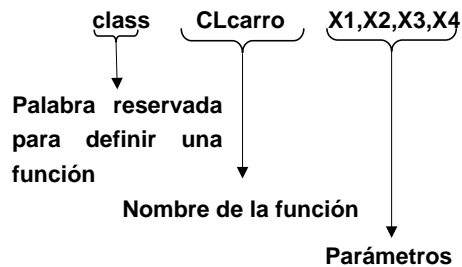 class CLcarro X1,X2,X3,X4
Palabra reservada
para definir una
función
Nombre de la función
Parámetros